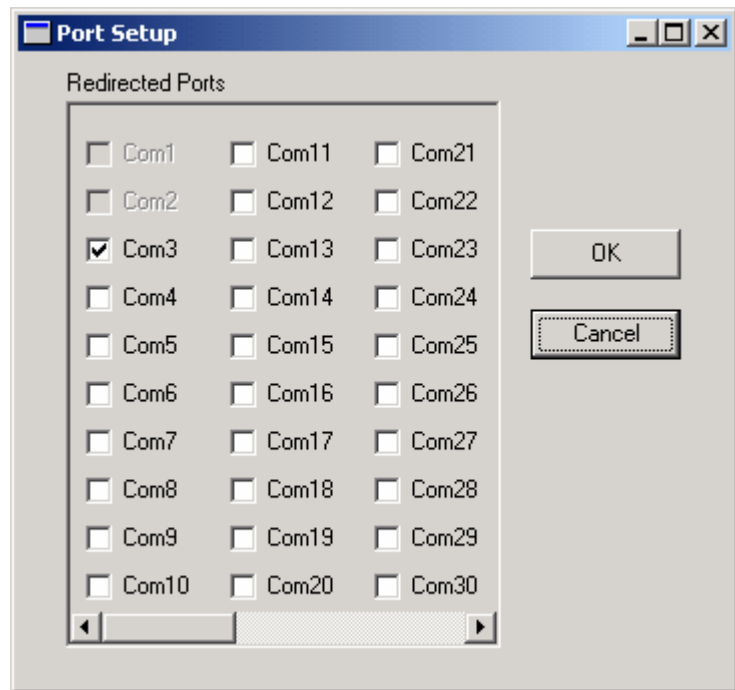 Port Setup
Redirected Ports
Com1 Com11 Com21
Com2 Com12 Com22
Com3 Com13 Com23
Com4 Com14 Com24
Com5 Com15 Com25
Com6 Com16 Com26
Com7 Com17 Com27
Com8 Com18 Com28
Com9 Com19 Com29
Com10 Com20 Com30
OK
Cancel